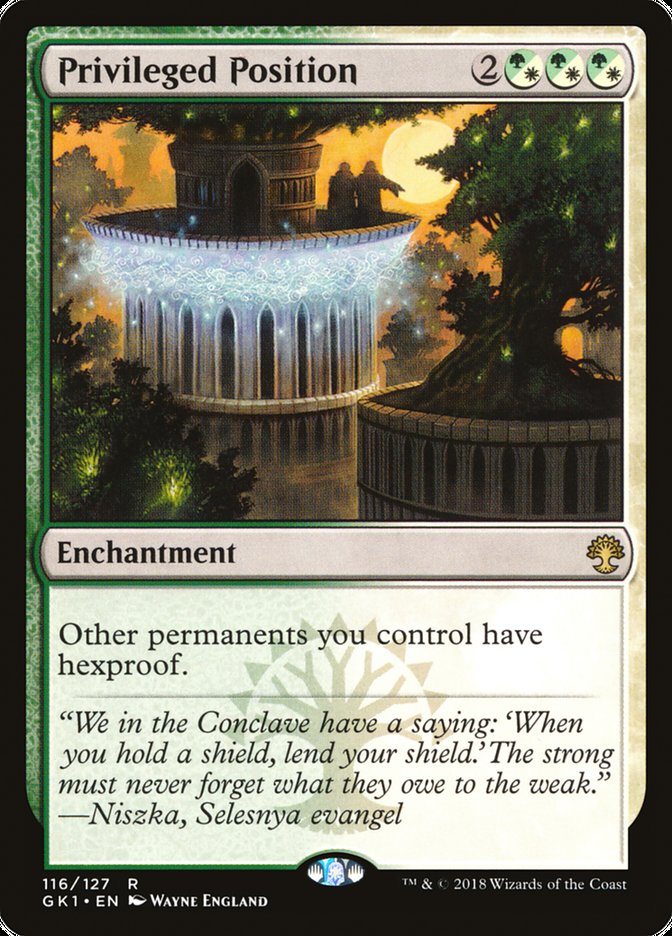 Privileged Position 2
Enchantment
Other permanents you control have
hexproof.
“We in the Conclave have a saying: ‘When
you hold a shield, lend your shield.’ The strong
must never forget what they owe to the weak.”
—Niszka, Selesnya evangel
116/127 R
GK1 • EN Wayne England
™ & © 2018 Wizards of the Coast